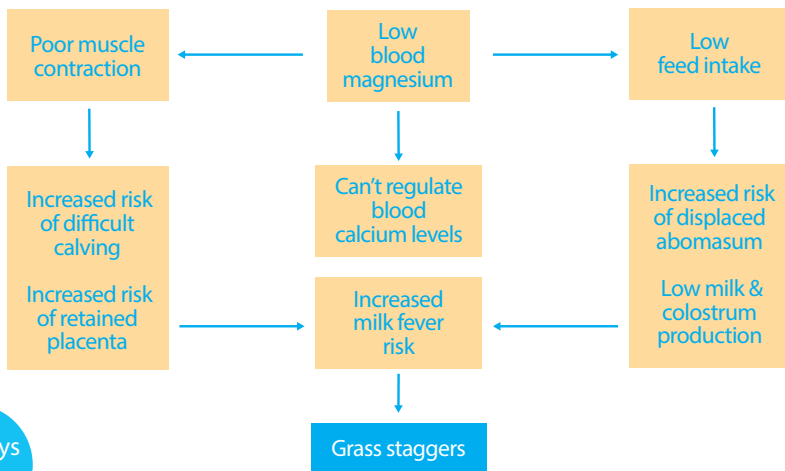 Poor muscle
contraction
Low
blood
magnesium
Low
feed intake
Increased risk
of difficult
calving
Increased risk
of retained
placenta
Can't regulate
blood
calcium levels
Increased
milk fever
risk
Increased risk
of displaced
abomasum
Low milk &
colostrum
production
Grass staggers
ys